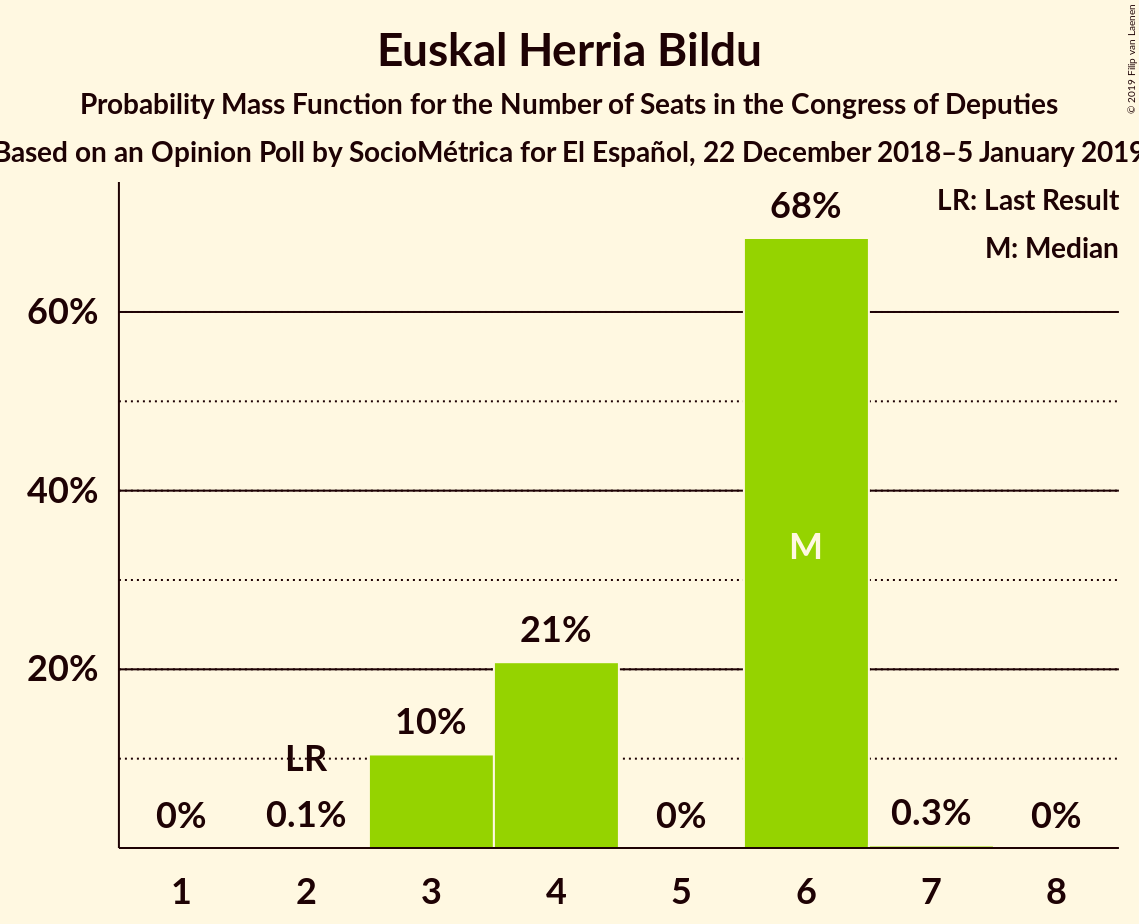 Euskal Herria Bildu
Probability Mass Function for the Number of Seats in the Congress of Deputies
Based on an Opinion Poll by SocioMétrica for El Español, 22 December 2018–5 January 2019
© 2019 Filip van Laenen
LR: Last Result
M: Median
68%
60%
40%
M
21%
20%
10%
LR
0%
0.1%
0%
0.3%
0%
1 2 3 4 5 6 7 8